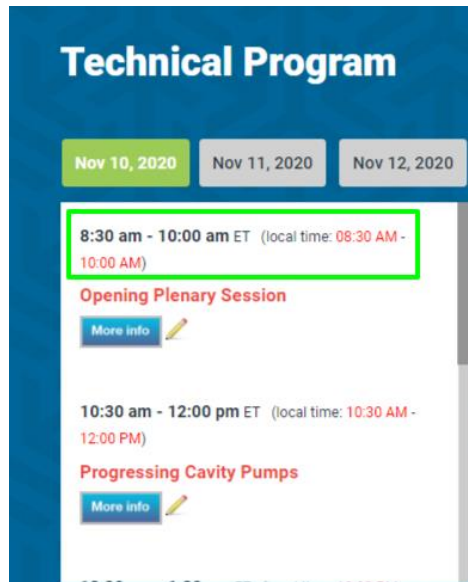 Technical Program
Nov 10, 2020 Nov 11, 2020 Nov 12, 2020
8:30 am - 10:00 am ET (local time: 08:30 AM -
10:00 AM)
Opening Plenary Session
More info
10:30 am - 12:00 pm ET (local time: 10:30 AM -
12:00 PM)
Progressing Cavity Pumps
More info